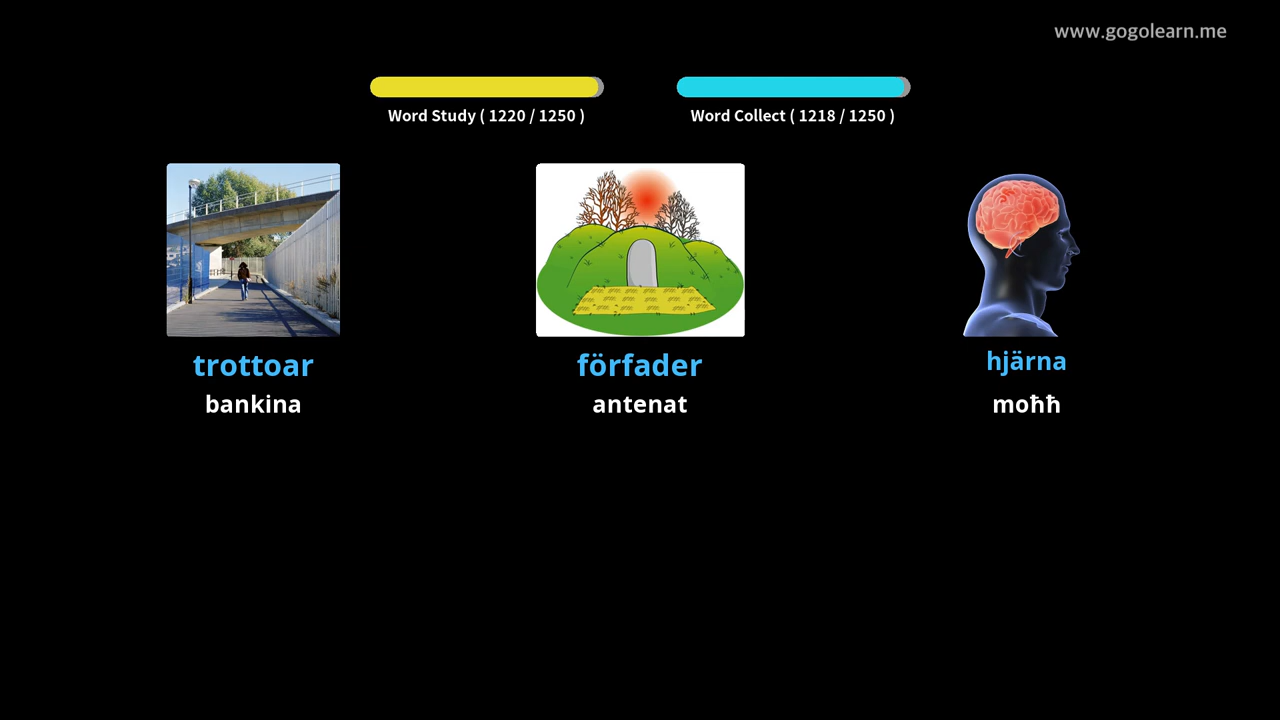 www.gogolearn.me
Word Study ( 1220 / 1250 )
Word Collect ( 1218 / 1250 )
trottoar
bankina
förfader
antenat
hjärna
moħħ